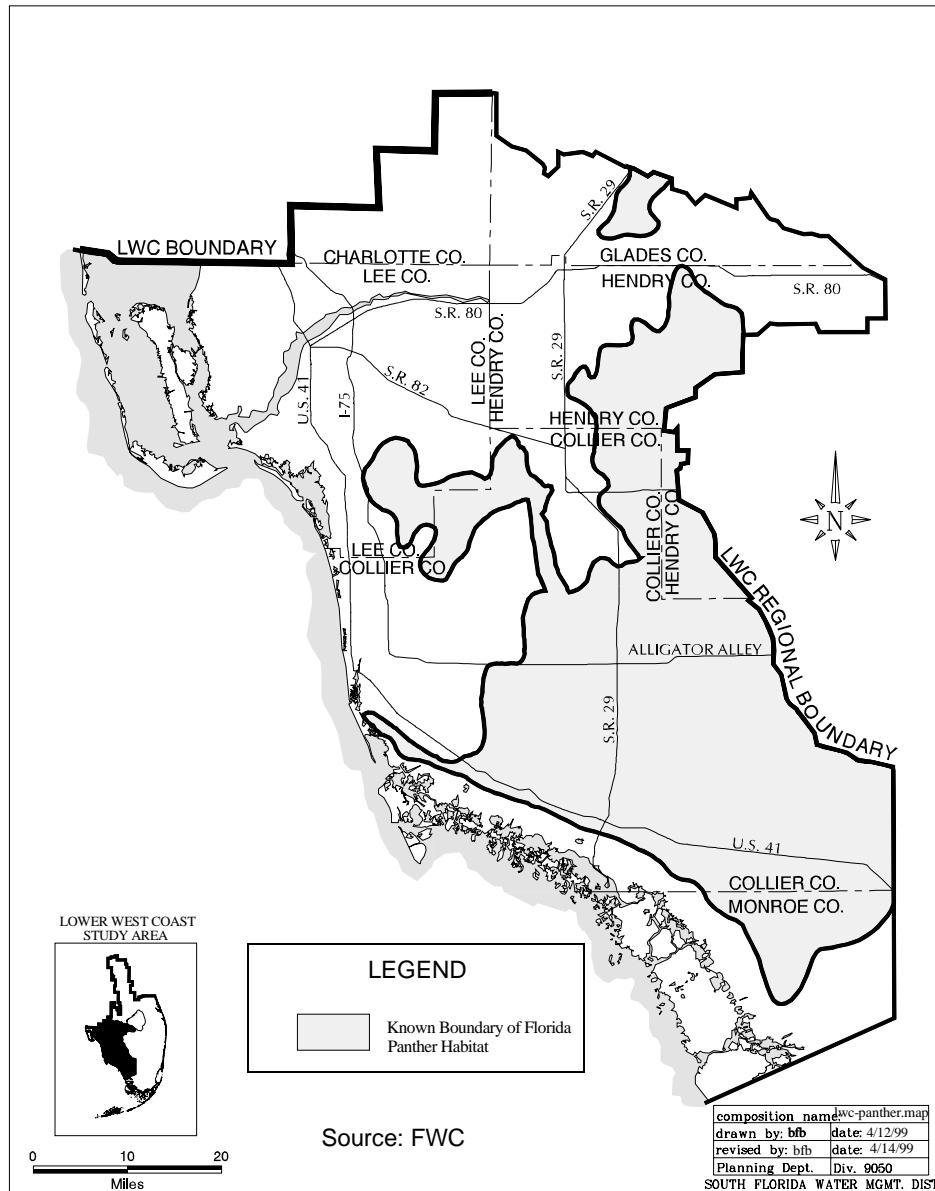 S.R. 29
LWC BOUNDARY
CHARLOTTE CO.
LEE CO.
GLADES CO.
HENDRY CO.
S.R. 80
S.R. 80
LEE CO.
HENDRY CO.
S.R. 29
S.R. 82
U.S. 41
I-75
HENDRY CO.
COLLIER CO.
N
LEE CO.
COLLIER CO.
COLLIER CO.
HENDRY CO.
LWC REGIONAL BOUNDARY
ALLIGATOR ALLEY
S.R. 29
U.S. 41
COLLIER CO.
MONROE CO.
LOWER WEST COAST
STUDY AREA
LEGEND
Known Boundary of Florida
Panther Habitat
Source: FWC
0 10 20
Miles
composition name: lwc-panther.map
drawn by: bfb date: 4/12/99
revised by: bfb date: 4/14/99
Planning Dept. Div. 9050
SOUTH FLORIDA WATER MGMT. DIST